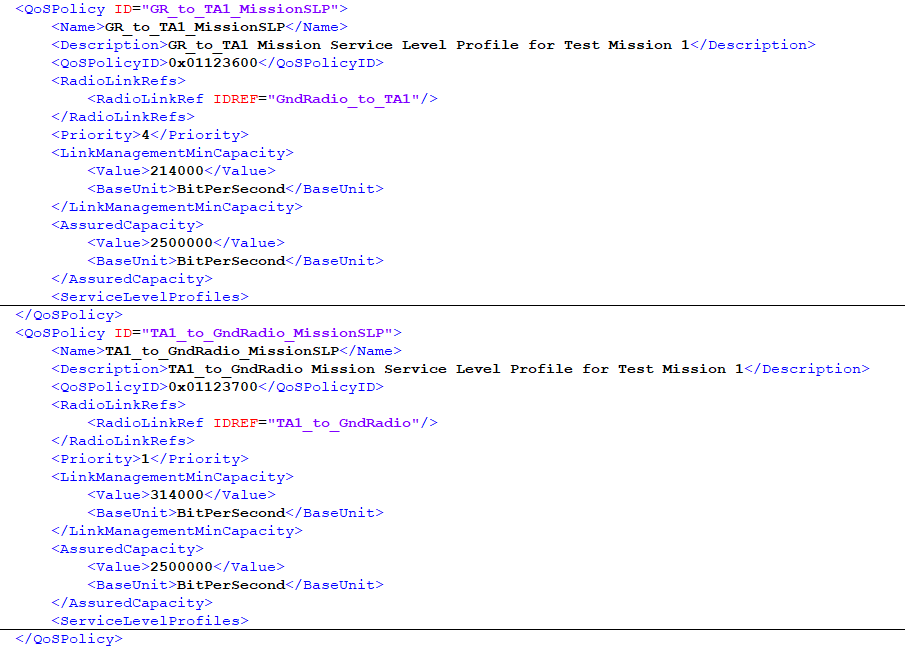 <QoSPolicy ID="GR_to_TA1_MissionSLP">
<Name>GR_to_TA1_MissionSLP</Name>
<Description>GR_to_TA1 Mission Service Level Profile for Test Mission 1</Description>
<QoSPolicyID>0x01123600</QoSPolicyID>
<RadioLinkRefs>
<RadioLinkRef IDREF="GndRadio_to_TA1"/>
</RadioLinkRefs>
<Priority>4</Priority>
<LinkManagementMinCapacity>
<Value>214000</Value>
<BaseUnit>BitPerSecond</BaseUnit>
</LinkManagementMinCapacity>
<AssuredCapacity>
<Value>2500000</Value>
<BaseUnit>BitPerSecond</BaseUnit>
</AssuredCapacity>
<ServiceLevelProfiles>
</QoSPolicy>
<QoSPolicy ID="TA1_to_GndRadio_MissionSLP">
<Name>TA1_to_GndRadio_MissionSLP</Name>
<Description>TA1_to_GndRadio Mission Service Level Profile for Test Mission 1</Description>
<QoSPolicyID>0x01123700</QoSPolicyID>
<RadioLinkRefs>
<RadioLinkRef IDREF="TA1_to_GndRadio"/>
</RadioLinkRefs>
<Priority>1</Priority>
<LinkManagementMinCapacity>
<Value>314000</Value>
<BaseUnit>BitPerSecond</BaseUnit>
</LinkManagementMinCapacity>
<AssuredCapacity>
<Value>2500000</Value>
<BaseUnit>BitPerSecond</BaseUnit>
</AssuredCapacity>
<ServiceLevelProfiles>
</QoSPolicy>